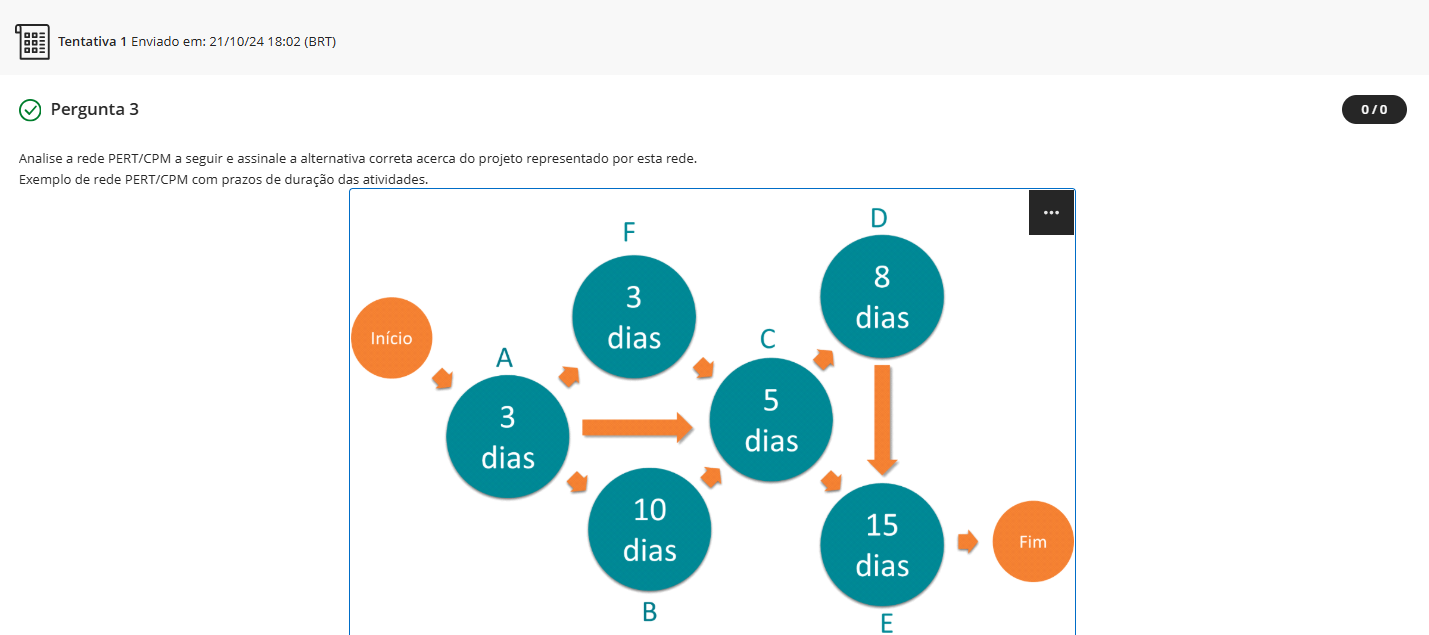 Tentativa 1 Enviado em: 21/10/24 18:02 (BRT)
Pergunta 3
0 / 0
Analise a rede PERT/CPM a seguir e assinale a alternativa correta acerca do projeto representado por esta rede.
Exemplo de rede PERT/CPM com prazos de duração das atividades.
Início
A
3
dias
F
3
dias
B
10
dias
C
5
dias
D
8
dias
E
15
dias
Fim